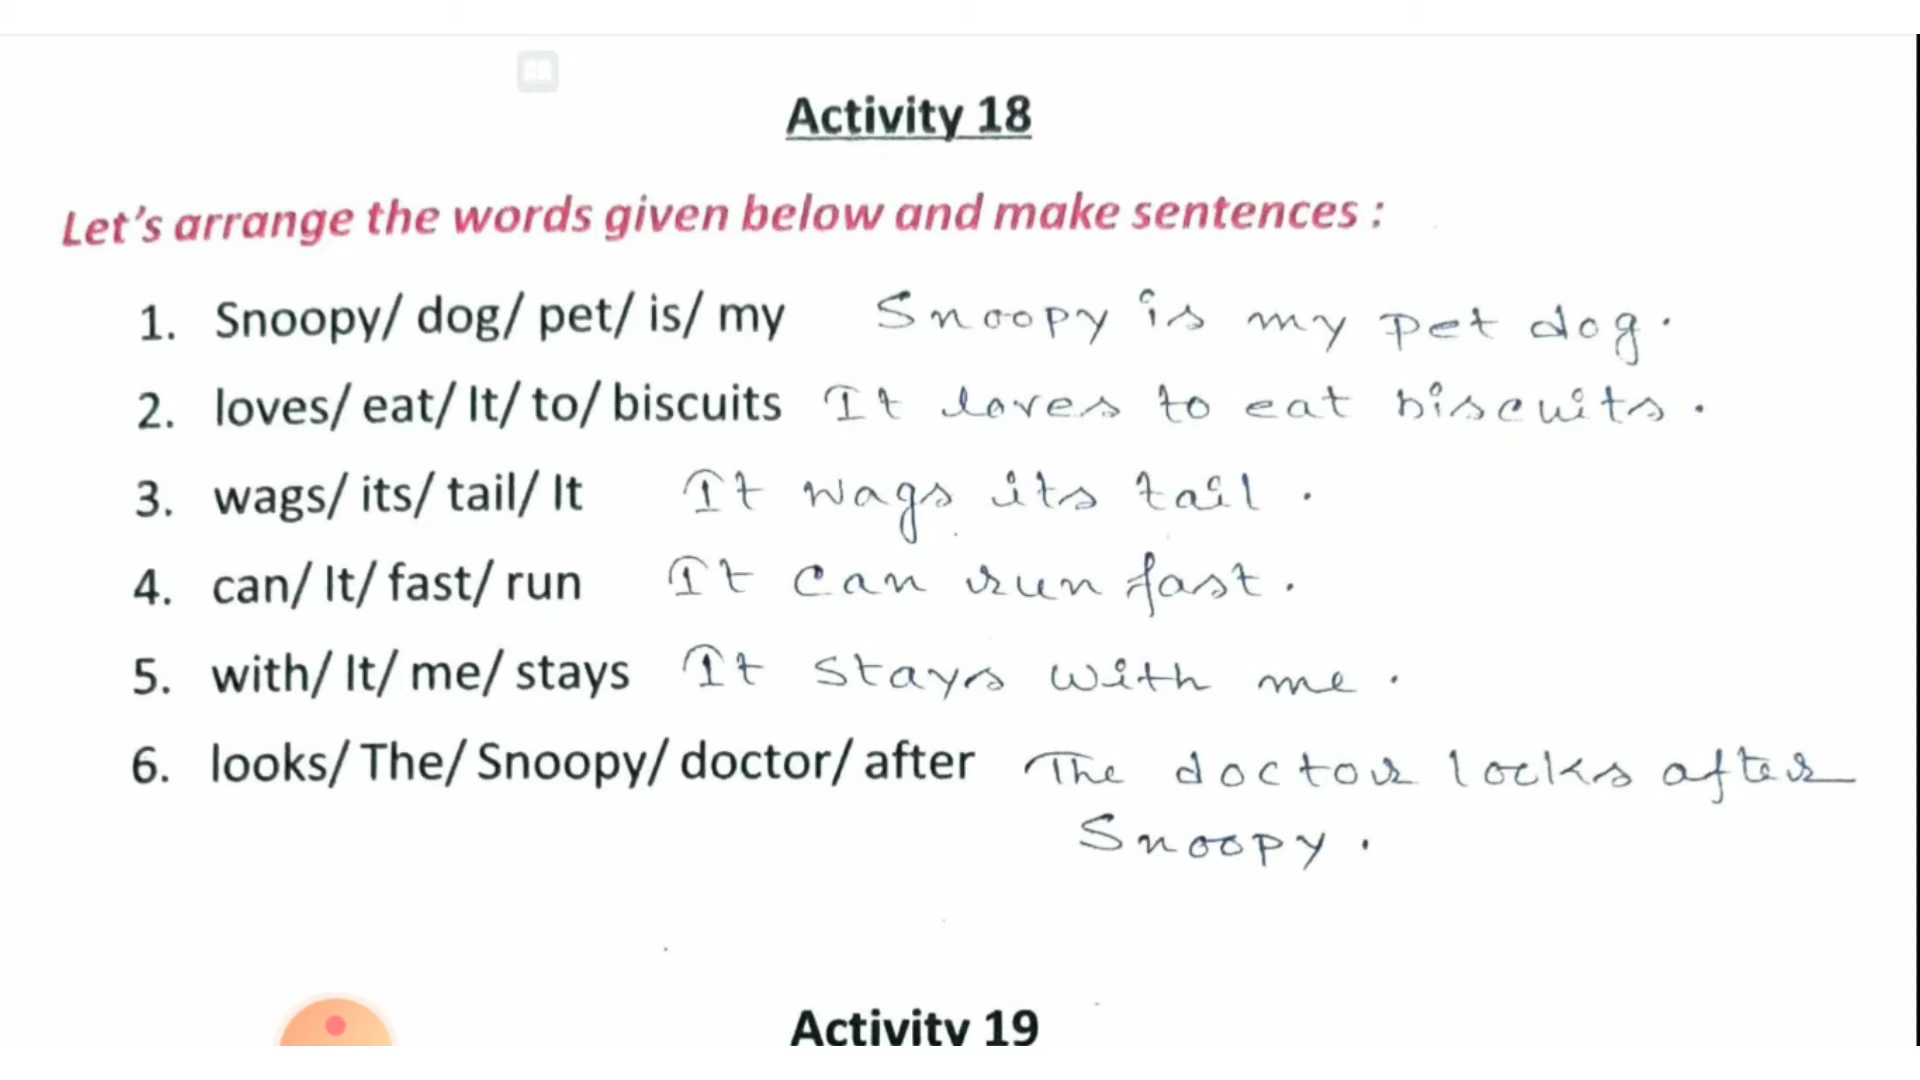 Activity 18
Let's arrange the words given below and make sentences :
1. Snoopy/ dog/ pet/ is/ my Snoopy is my pet dog.
2. loves/ eat/ It/ to/ biscuits It loves to eat biscuits.
3. wags/ its/ tail/ It It wags its tail.
4. can/ It/ fast/ run It can run fast.
5. with/ It/ me/ stays It stays with me.
6. looks/ The/ Snoopy/ doctor/ after The doctor looks after
Snoopy.
Activity 19